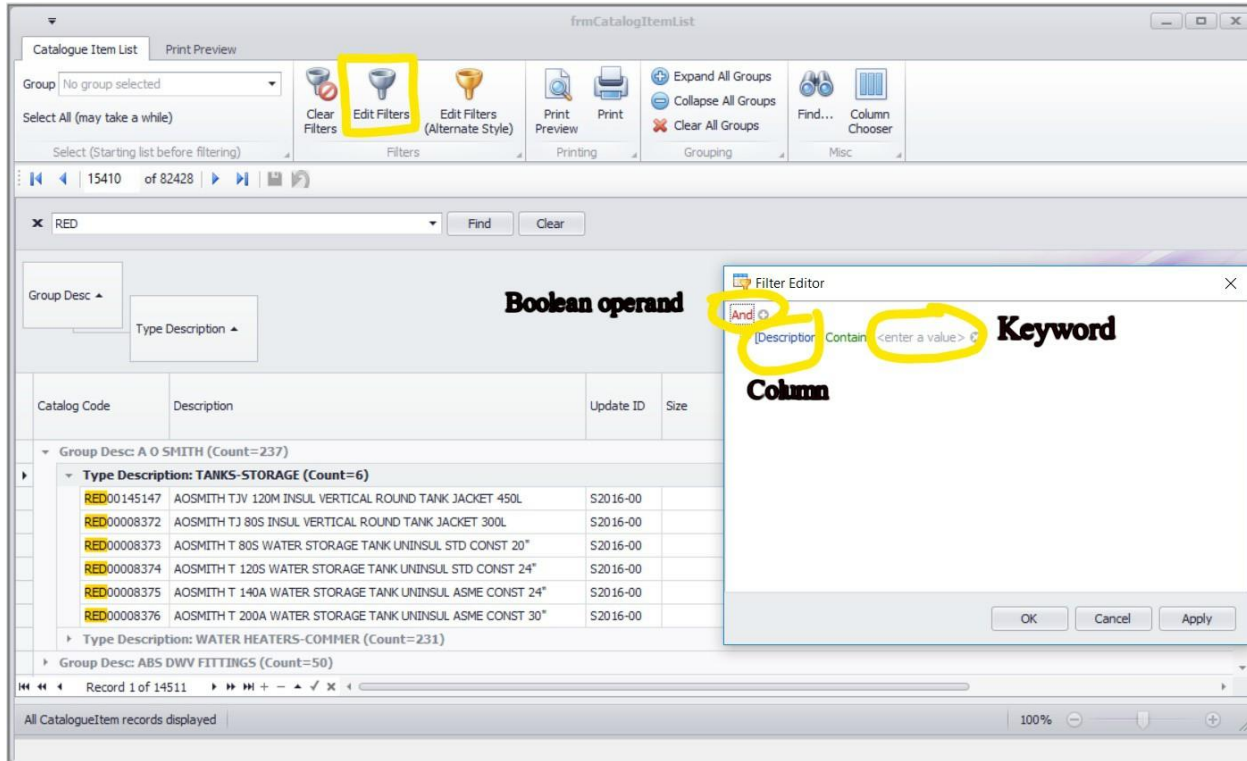 frmCatalogItemList
Catalogue Item List Print Preview
Group No group selected
Select All (may take a while)
Select (Starting list before filtering)
Clear Filters
Edit Filters
Edit Filters (Alternate Style)
Filters
Print Preview
Print
Printing
Expand All Groups
Collapse All Groups
Clear All Groups
Grouping
Find...
Column Chooser
Misc
15410 of 82428
RED Find Clear
Group Desc
Type Description
Boolean operand
Filter Editor
And
[Description Contain <enter a value>
Keyword
Column
Catalog Code Description Update ID Size
Group Desc: A O SMITH (Count=237)
Type Description: TANKS-STORAGE (Count=6)
RED00145147 AOSMITH TJV 120M INSUL VERTICAL ROUND TANK JACKET 450L S2016-00
RED00008372 AOSMITH TJ 80S INSUL VERTICAL ROUND TANK JACKET 300L S2016-00
RED00008373 AOSMITH T 80S WATER STORAGE TANK UNINSUL STD CONST 20" S2016-00
RED00008374 AOSMITH T 120S WATER STORAGE TANK UNINSUL STD CONST 24" S2016-00
RED00008375 AOSMITH T 140A WATER STORAGE TANK UNINSUL ASME CONST 24" S2016-00
RED00008376 AOSMITH T 200A WATER STORAGE TANK UNINSUL ASME CONST 30" S2016-00
Type Description: WATER HEATERS-COMMER (Count=231)
Group Desc: ABS DWV FITTINGS (Count=50)
OK Cancel Apply
Record 1 of 14511
All CatalogueItem records displayed 100%